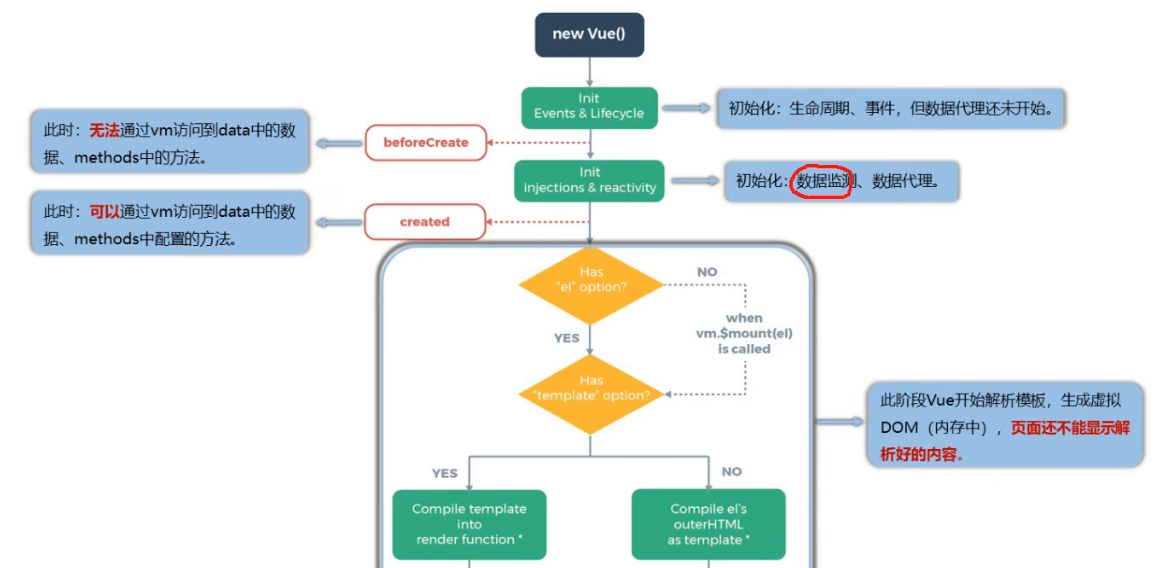 new Vue()
Init
Events & Lifecycle
初始化：生命周期、事件，但数据代理还未开始。
此时：无法通过vm访问到data中的数
据、methods中的方法。
beforeCreate
Init
injections & reactivity
初始化：数据监测、数据代理。
此时：可以通过vm访问到data中的数
据、methods中配置的方法。
created
Has
"el" option?
NO
when
vm.$mount(el)
is called
YES
Has
"template" option?
此阶段Vue开始解析模板，生成虚拟
DOM（内存中），页面还不能显示解
析好的内容。
YES
NO
Compile template
into
render function *
Compile el's
outerHTML
as template *